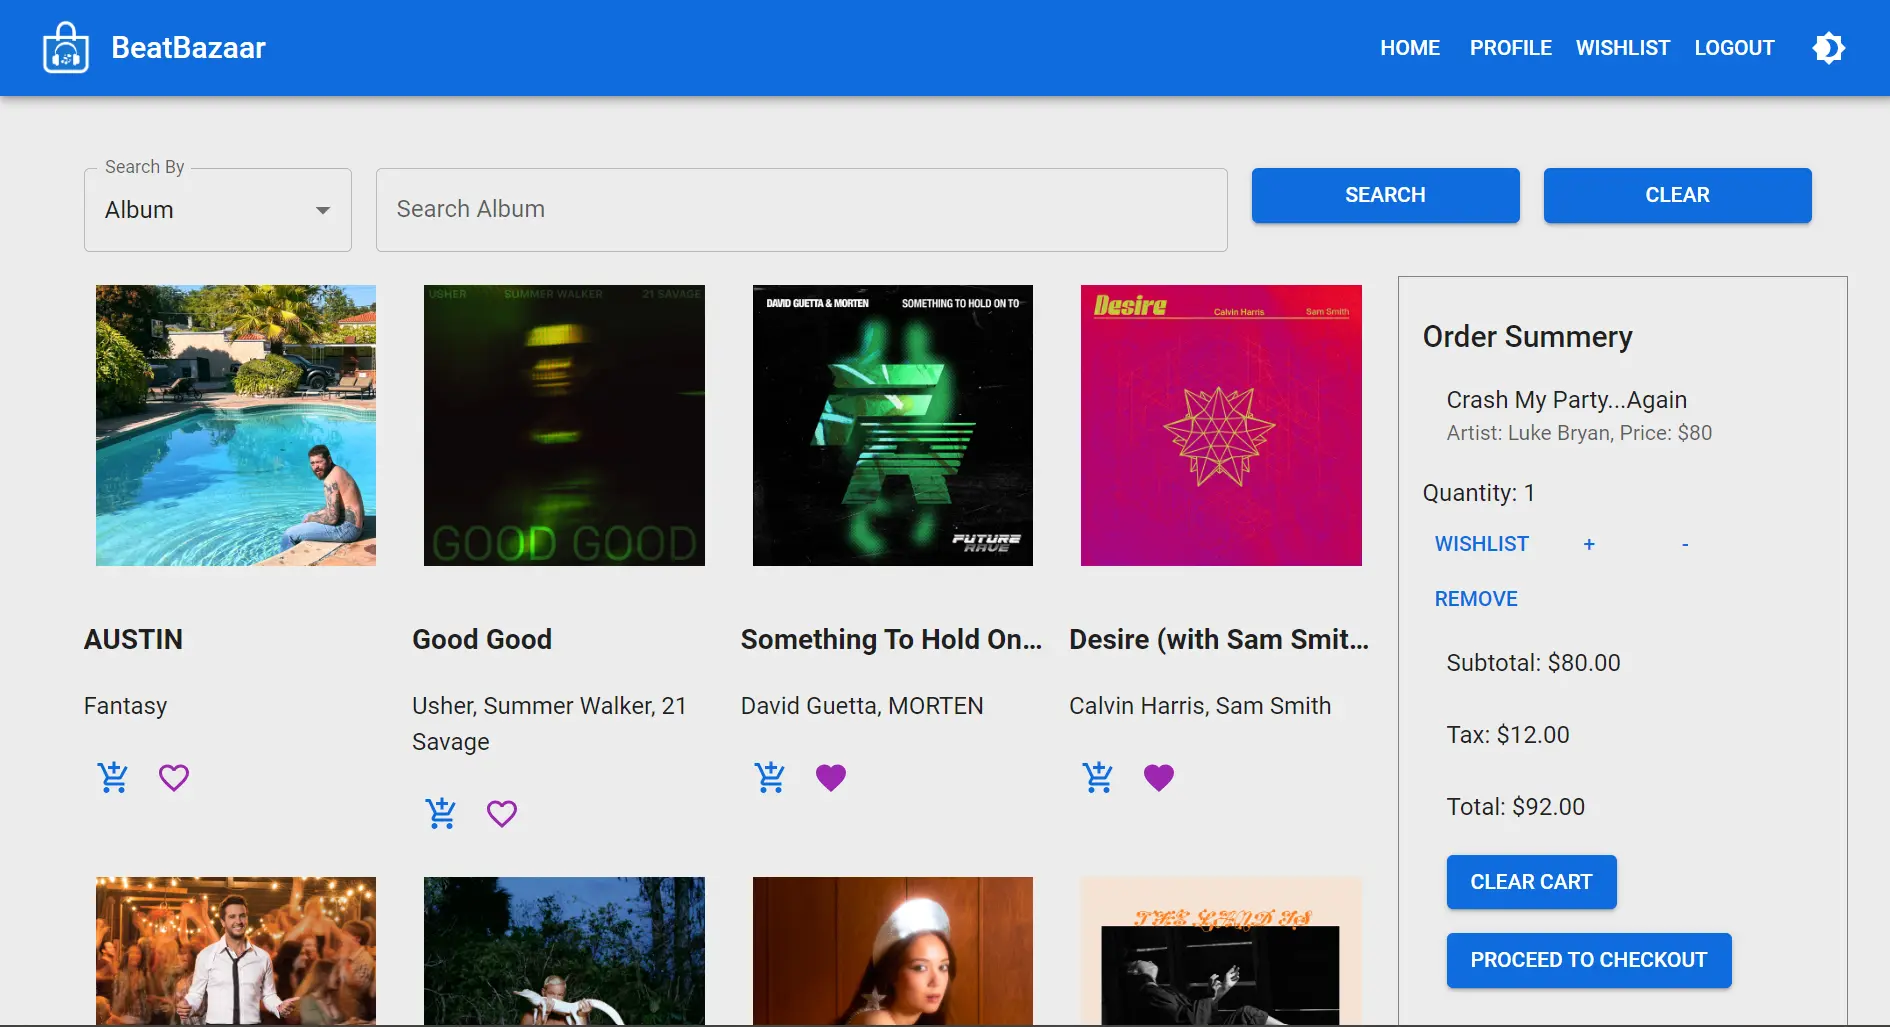 BeatBazaar
HOME PROFILE WISHLIST LOGOUT
Search By
Album
Search Album
SEARCH
CLEAR
USHER SUMMER WALKER 21 SAVAGE
GOOD GOOD
DAVID GUETTA & MORTEN SOMETHING TO HOLD ON TO
FUTURE
RAVE
Desire Calvin Harris Sam Smith
AUSTIN
Fantasy
Good Good
Usher, Summer Walker, 21
Savage
Something To Hold On...
David Guetta, MORTEN
Desire (with Sam Smit...
Calvin Harris, Sam Smith
THE LAND IS
Order Summery
Crash My Party...Again
Artist: Luke Bryan, Price: $80
Quantity: 1
WISHLIST + -
REMOVE
Subtotal: $80.00
Tax: $12.00
Total: $92.00
CLEAR CART
PROCEED TO CHECKOUT